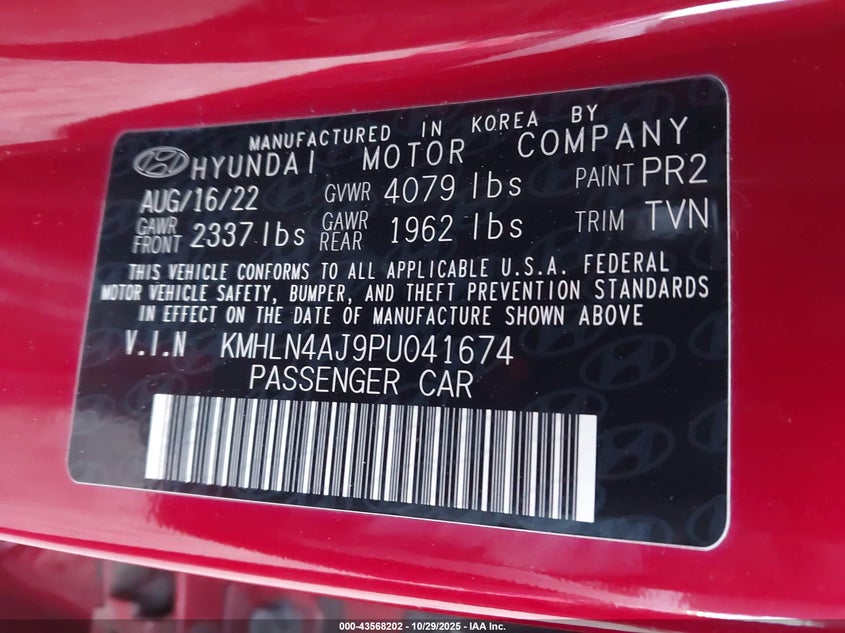 MANUFACTURED IN KOREA BY
HYUNDAI MOTOR COMPANY
AUG/16/22 GVWR 4079 lbs PAINT PR2
GAWR FRONT 2337 lbs GAWR REAR 1962 lbs TRIM TVN
THIS VEHICLE CONFORMS TO ALL APPLICABLE U.S.A. FEDERAL
MOTOR VEHICLE SAFETY, BUMPER, AND THEFT PREVENTION STANDARDS
IN EFFECT ON THE DATE OF MANUFACTURE SHOWN ABOVE
V.I.N KMHLN4AJ9PU041674
PASSENGER CAR
000-43568202 - 10/29/2025 - IAA Inc.